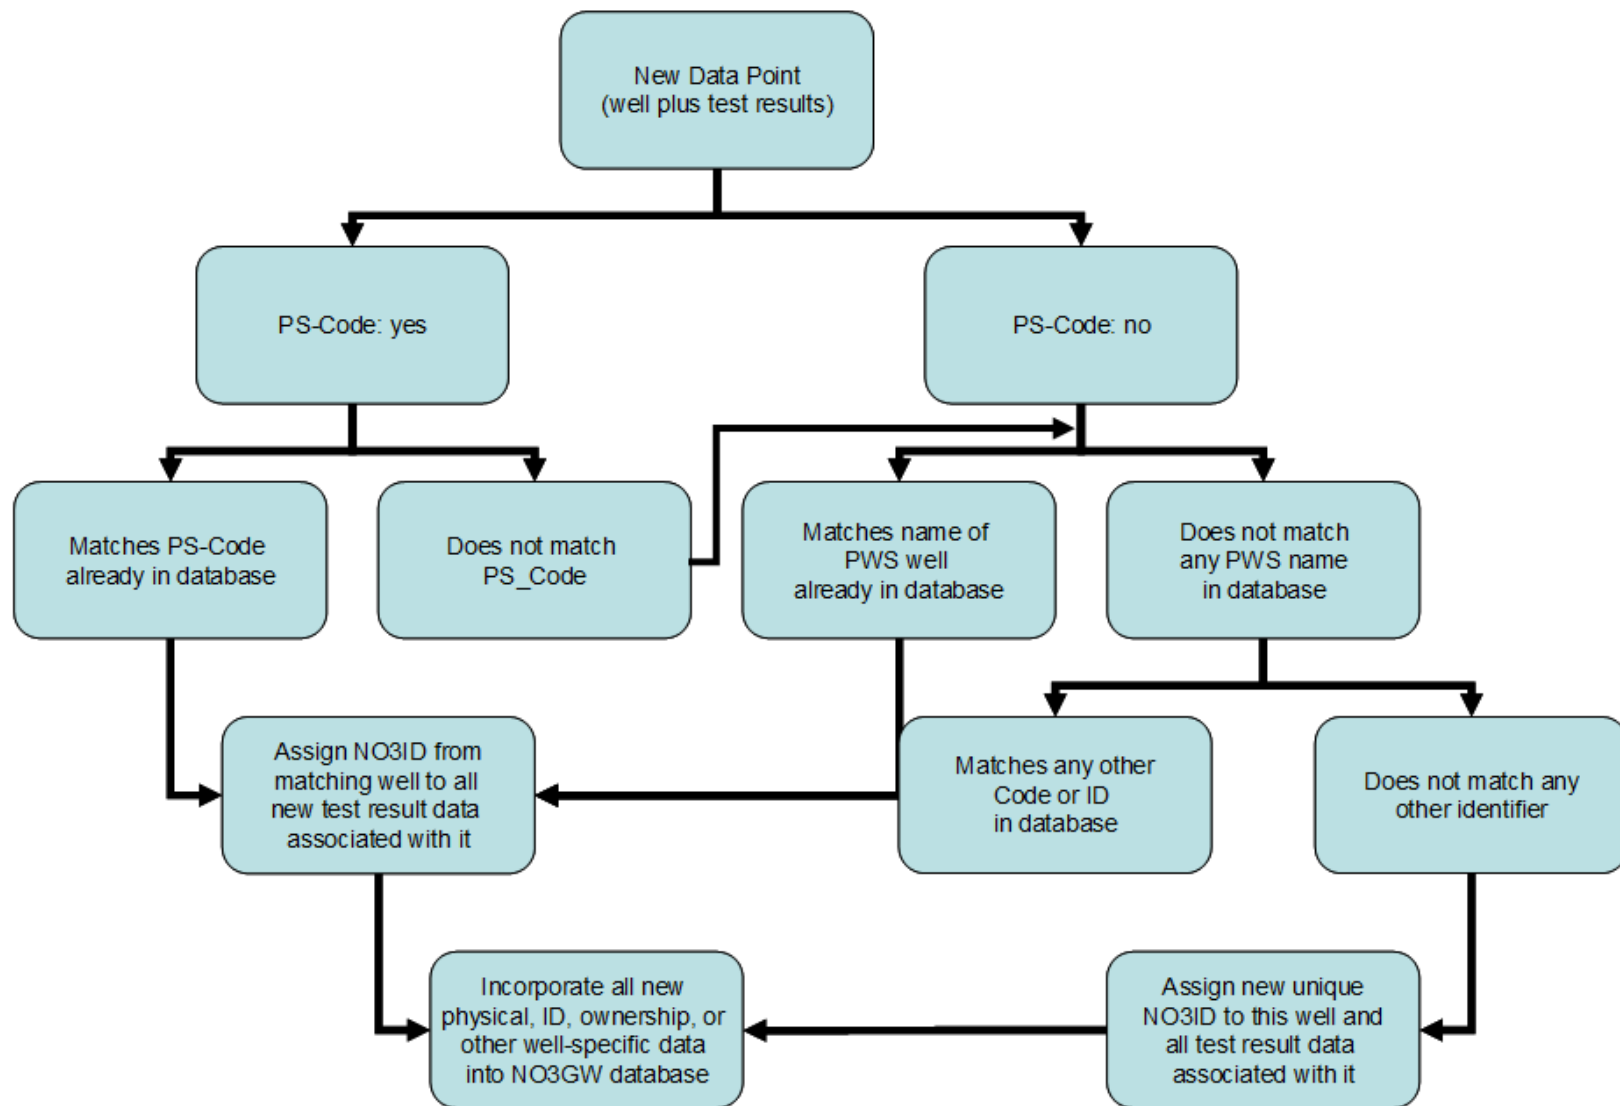 New Data Point
(well plus test results)
PS-Code: yes
PS-Code: no
Matches PS-Code
already in database
Does not match
PS_Code
Matches name of
PWS well
already in database
Does not match
any PWS name
in database
Assign NO3ID from
matching well to all
new test result data
associated with it
Matches any other
Code or ID
in database
Does not match any
other identifier
Incorporate all new
physical, ID, ownership, or
other well-specific data
into NO3GW database
Assign new unique
NO3ID to this well and
all test result data
associated with it